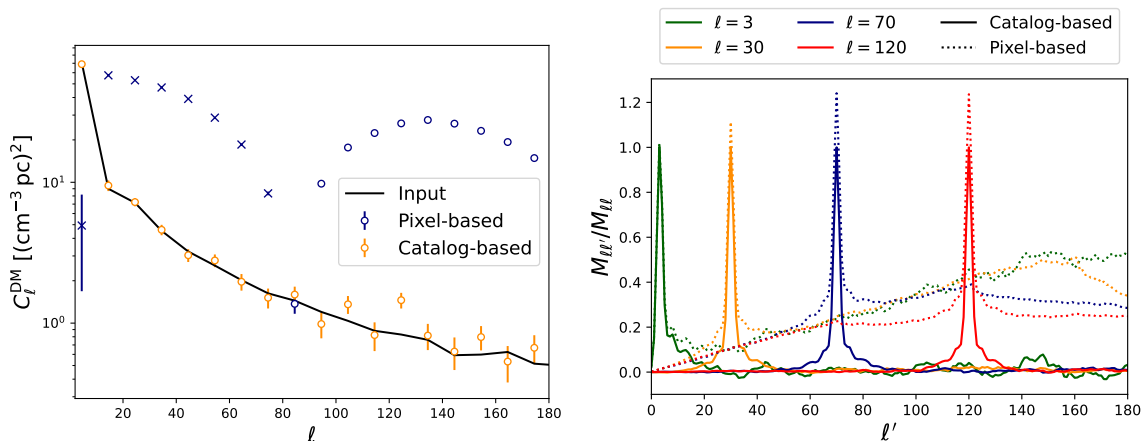 C_ℓ^DM [(cm⁻³ pc)²]
10¹
10⁰
Input
Pixel-based
Catalog-based
20 40 60 80 100 120 140 160 180
ℓ
ℓ = 3 ℓ = 70 Catalog-based
ℓ = 30 ℓ = 120 Pixel-based
M_ℓℓ′/M_ℓℓ
1.2
1.0
0.8
0.6
0.4
0.2
0.0
0 20 40 60 80 100 120 140 160 180
ℓ′